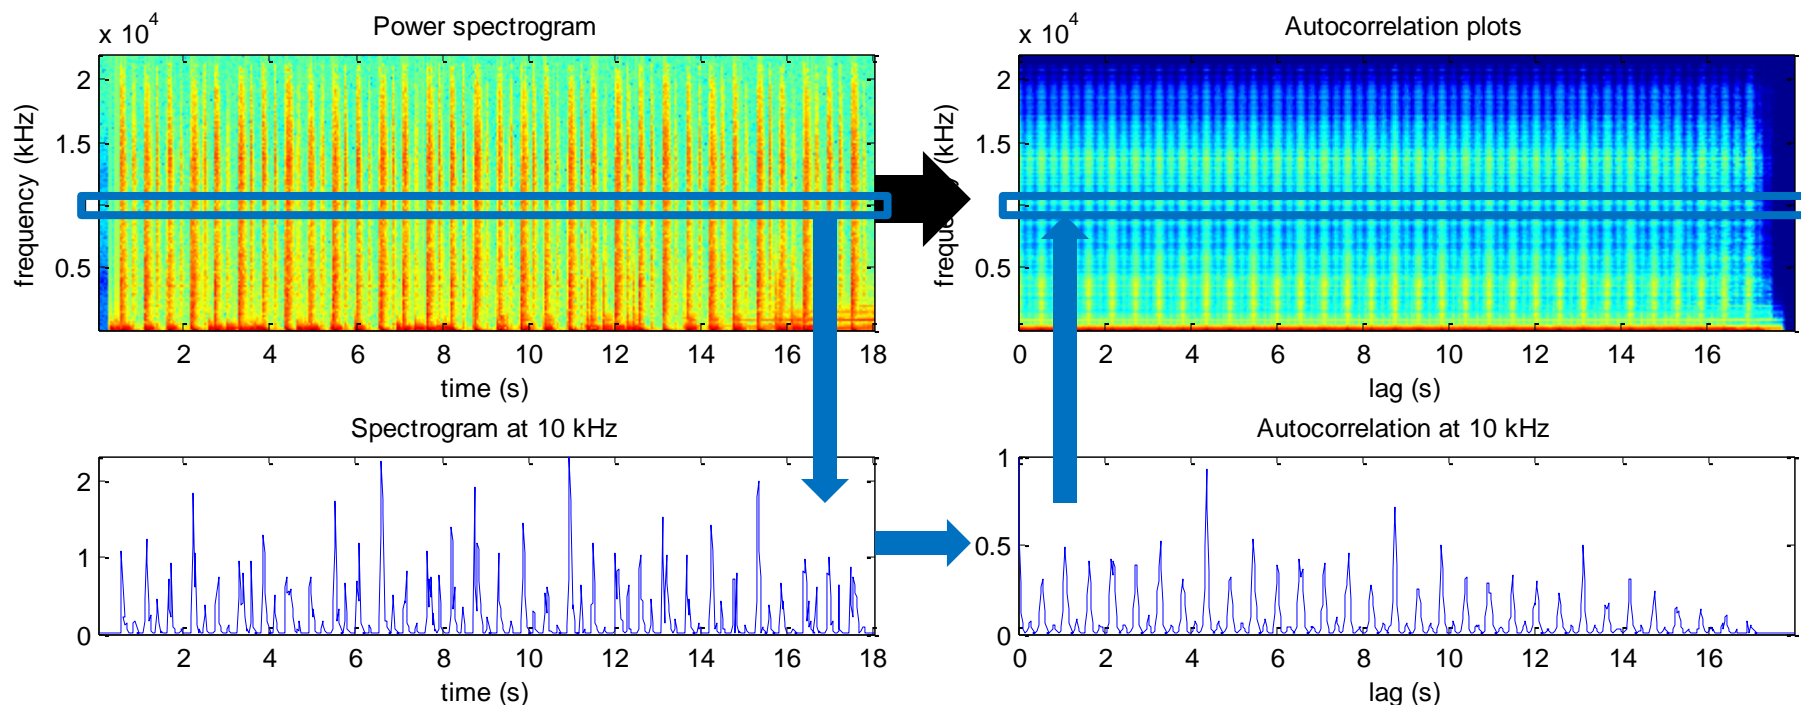 x 10^4
Power spectrogram
2
1.5
1
0.5
frequency (kHz)
2 4 6 8 10 12 14 16 18
time (s)
x 10^4
Autocorrelation plots
2
1.5
0.5
(kHz)
0 2 4 6 8 10 12 14 16
lag (s)
Spectrogram at 10 kHz
2
1
0
2 4 6 8 10 12 14 16 18
time (s)
Autocorrelation at 10 kHz
1
0.5
0
0 2 4 6 8 10 12 14 16
lag (s)